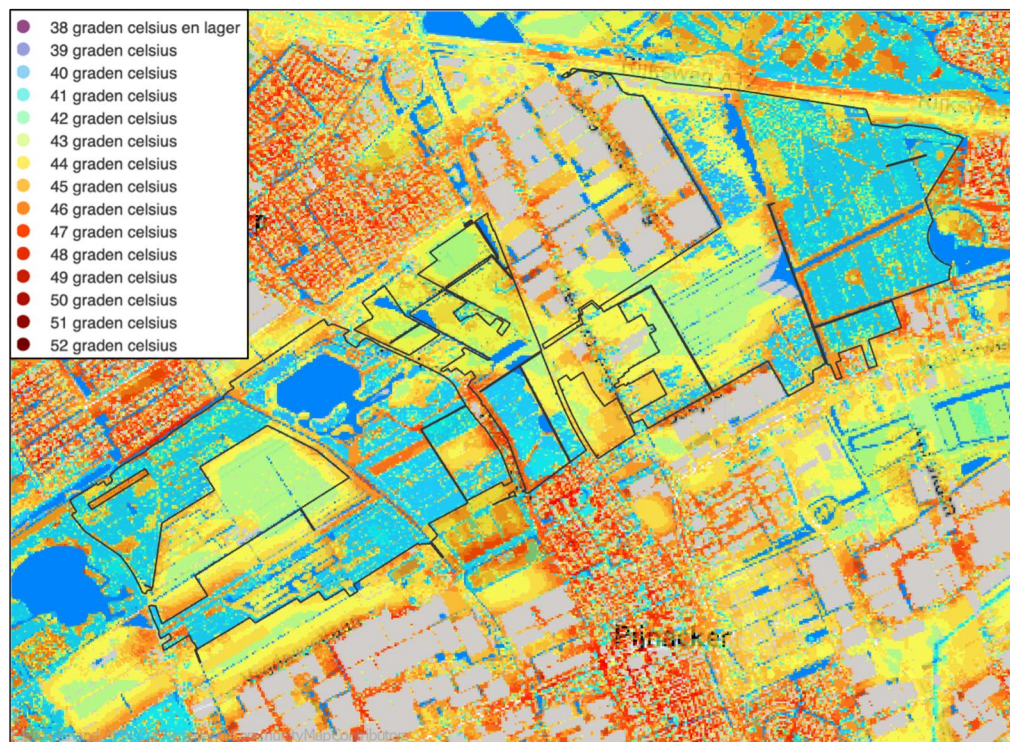 38 graden celsius en lager
39 graden celsius
40 graden celsius
41 graden celsius
42 graden celsius
43 graden celsius
44 graden celsius
45 graden celsius
46 graden celsius
47 graden celsius
48 graden celsius
49 graden celsius
50 graden celsius
51 graden celsius
52 graden celsius
Pijnacker